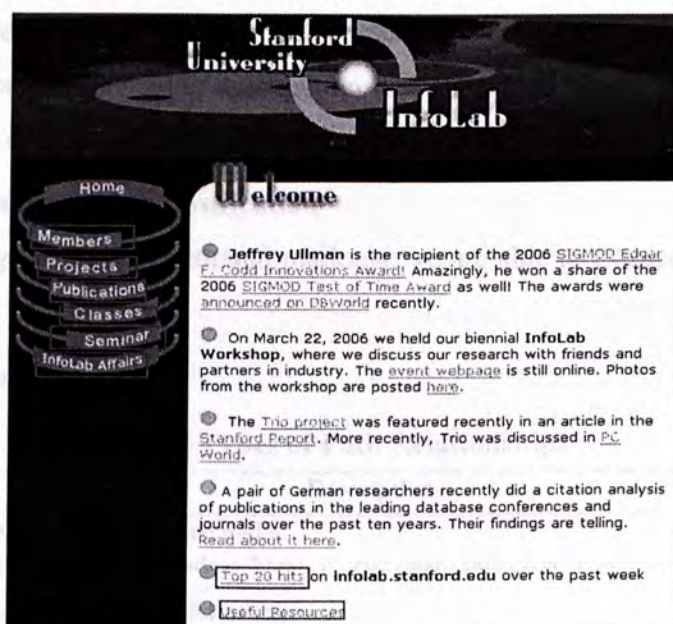 Stanford
University
InfoLab
Home
Members
Projects
Publications
Classes
Seminar
InfoLab Affairs
Welcome
Jeffrey Ullman is the recipient of the 2006 SIGMOD Edgar
F. Codd Innovations Award! Amazingly, he won a share of the
2006 SIGMOD Test of Time Award as well! The awards were
announced on DBWorld recently.
On March 22, 2006 we held our biennial InfoLab
Workshop, where we discuss our research with friends and
partners in industry. The event webpage is still online. Photos
from the workshop are posted here.
The Trio project was featured recently in an article in the
Stanford Report. More recently, Trio was discussed in PC
World.
A pair of German researchers recently did a citation analysis
of publications in the leading database conferences and
journals over the past ten years. Their findings are telling.
Read about it here.
Top 20 hits on infolab.stanford.edu over the past week
Useful Resources